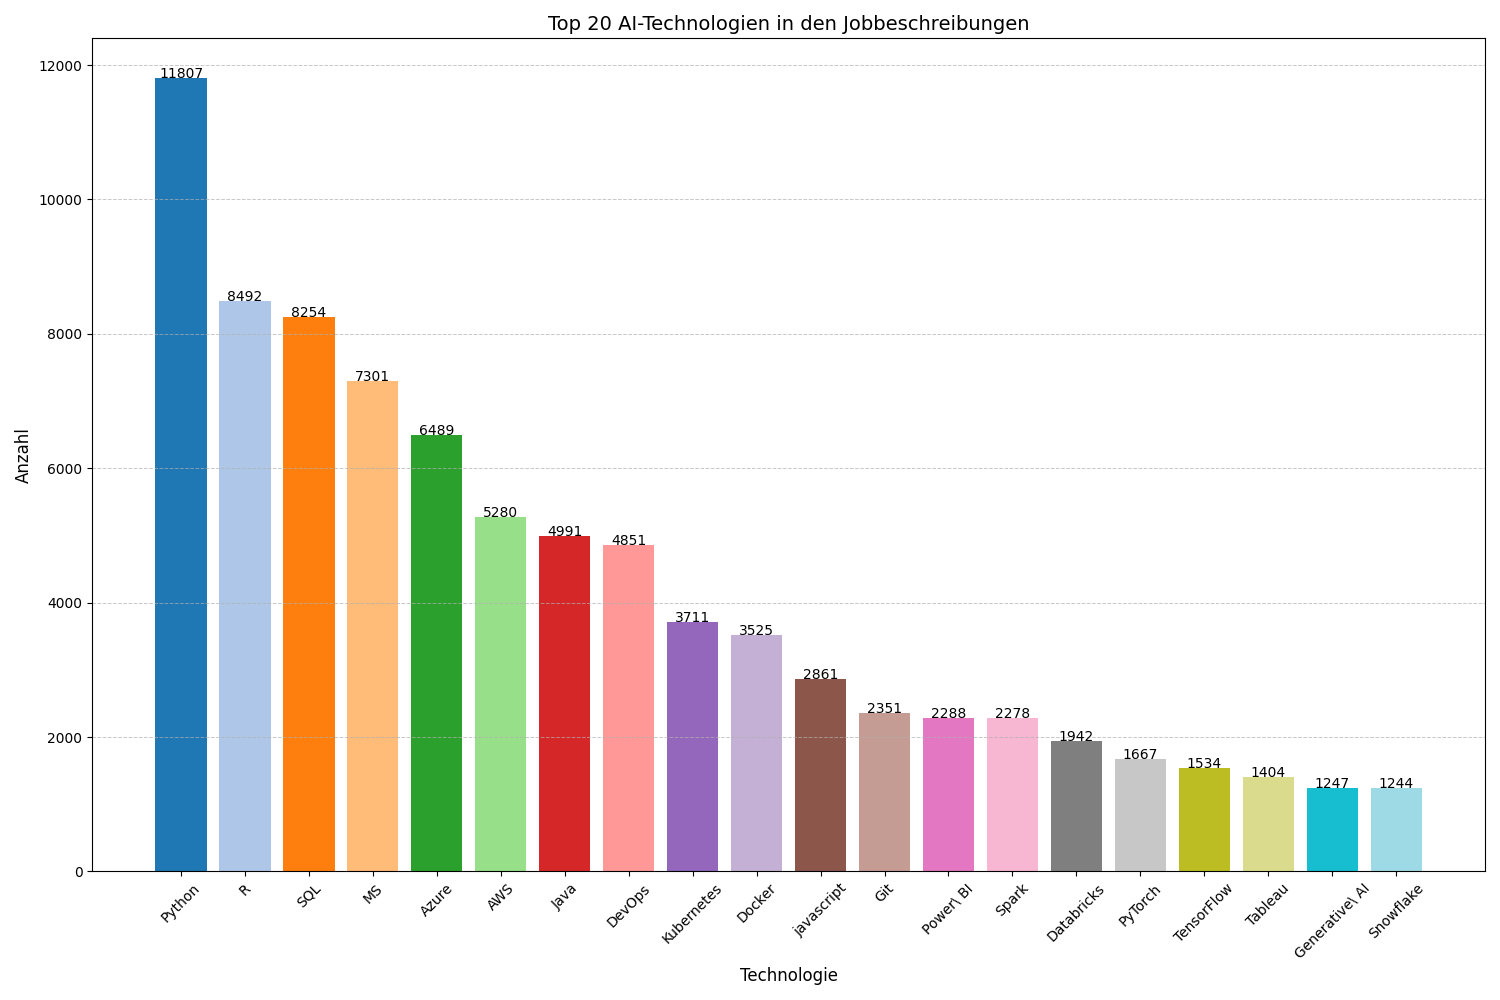 Top 20 AI-Technologien in den Jobbeschreibungen
Anzahl
12000
10000
8000
6000
4000
2000
0
11807
8492
8254
7301
6489
5280
4991
4851
3711
3525
2861
2351
2288
2278
1942
1667
1534
1404
1247
1244
Python
R
SQL
MS
Azure
AWS
Java
DevOps
Kubernetes
Docker
javascript
Git
Power\ BI
Spark
Databricks
PyTorch
TensorFlow
Tableau
Generative\ AI
Snowflake
Technologie